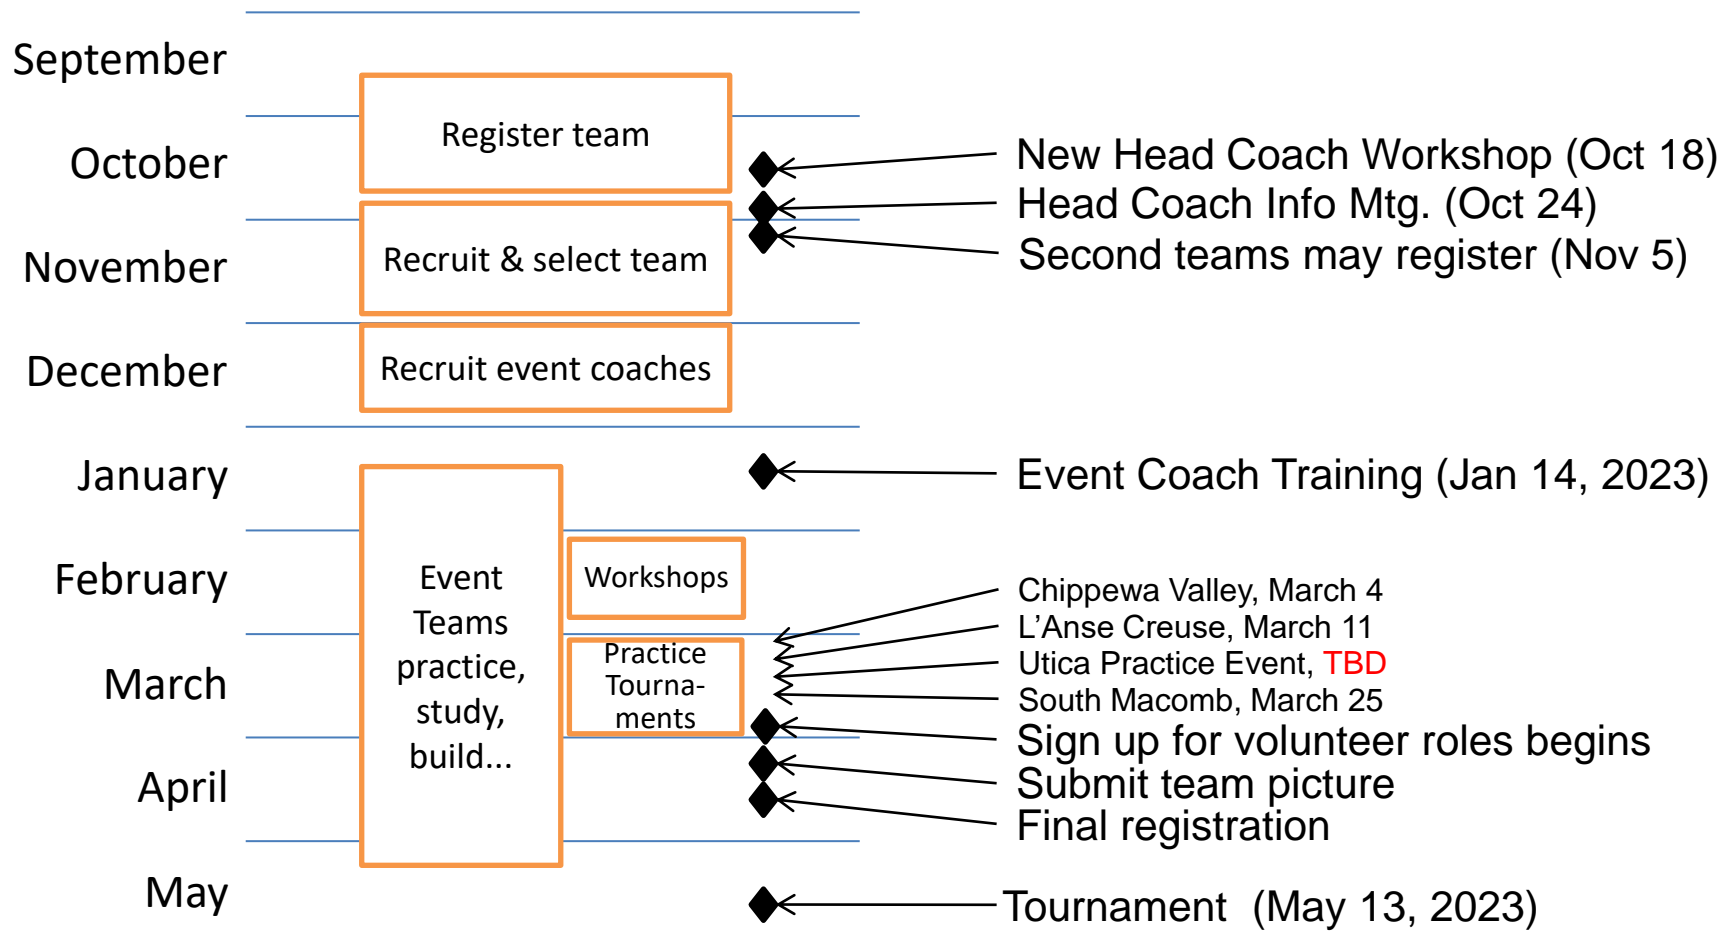 September
October
November
December
January
February
March
April
May
Register team
Recruit & select team
Recruit event coaches
Event
Teams
practice,
study,
build...
Workshops
Practice
Tourna-
ments
New Head Coach Workshop (Oct 18)
Head Coach Info Mtg. (Oct 24)
Second teams may register (Nov 5)
Event Coach Training (Jan 14, 2023)
Chippewa Valley, March 4
L’Anse Creuse, March 11
Utica Practice Event, TBD
South Macomb, March 25
Sign up for volunteer roles begins
Submit team picture
Final registration
Tournament  (May 13, 2023)